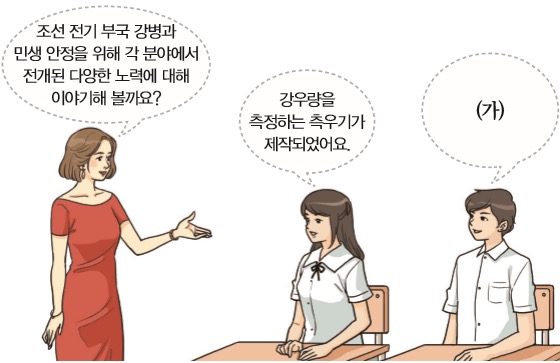 조선 전기 부국 강병과
민생 안정을 위해 각 분야에서
전개된 다양한 노력에 대해
이야기해 볼까요?
강우량을
측정하는 측우기가
제작되었어요.
(가)